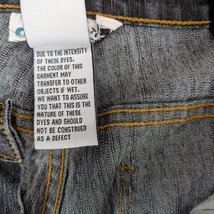 DUE TO THE INTENSITY
OF THESE DYES.
THE COLOR OF THIS
GARMENT MAY
TRANSFER TO OTHER
OBJECTS IF WET.
WE WANT TO ASSURE
YOU THAT THIS IS THE
NATURE OF THESE
DYES AND SHOULD
NOT BE CONSTRUED
AS A DEFECT